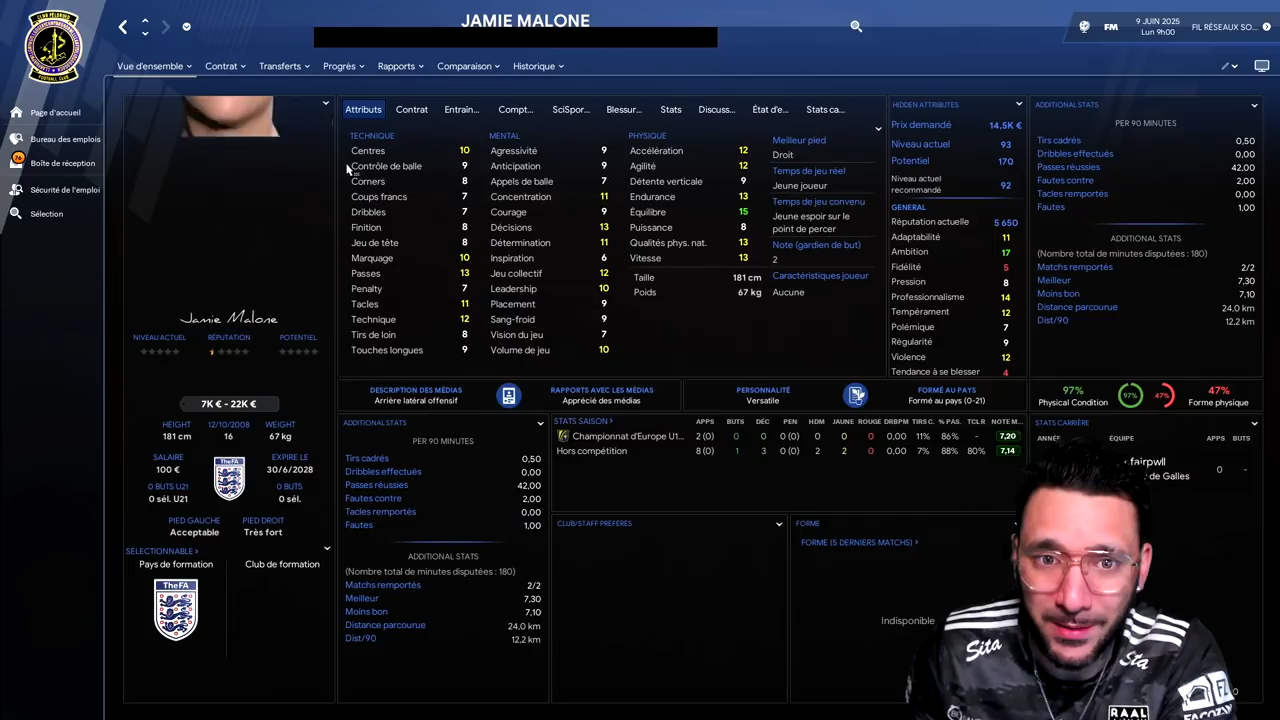 JAMIE MALONE
FM
9 JUIN 2025
Lun 9h00
FIL RÉSEAUX SO...
Vue d'ensemble
Contrat
Transferts
Progrès
Rapports
Comparaison
Historique
Page d'accueil
Bureau des emplois
Boîte de réception
Sécurité de l'emploi
Sélection
Jamie Malone
NIVEAU ACTUEL
RÉPUTATION
POTENTIEL
7K € - 22K €
HEIGHT
12/10/2008
WEIGHT
181 cm
16
67 kg
SALAIRE
EXPIRE LE
100 €
30/6/2028
0 BUTS U21
0 BUTS
0 sél. U21
0 sél.
PIED GAUCHE
PIED DROIT
Acceptable
Très fort
SÉLECTIONNABLE >
Pays de formation
Club de formation
The FA
Attributs
Contrat
Entraîn...
Compt...
SciSpor...
Blessur...
Stats
Discuss...
État d'e...
Stats ca...
TECHNIQUE
Centres 10
Contrôle de balle 9
Corners 8
Coups francs 7
Dribbles 7
Finition 8
Jeu de tête 8
Marquage 10
Passes 13
Penalty 7
Tacles 11
Technique 12
Tirs de loin 8
Touches longues 9
MENTAL
Agressivité 9
Anticipation 9
Appels de balle 7
Concentration 11
Courage 9
Décisions 13
Détermination 11
Inspiration 6
Jeu collectif 12
Leadership 10
Placement 9
Sang-froid 9
Vision du jeu 7
Volume de jeu 10
PHYSIQUE
Accélération 12
Agilité 12
Détente verticale 9
Endurance 13
Équilibre 15
Puissance 8
Qualités phys. nat. 13
Vitesse 13
Taille 181 cm
Poids 67 kg
Meilleur pied
Droit
Temps de jeu réel
Jeune joueur
Temps de jeu convenu
Jeune espoir sur le
point de percer
Note (gardien de but)
2
Caractéristiques joueur
Aucune
HIDDEN ATTRIBUTES
Prix demandé 14,5K €
Niveau actuel 93
Potentiel 170
Niveau actuel
recommandé 92
GENERAL
Réputation actuelle 5 650
Adaptabilité 11
Ambition 17
Fidélité 5
Pression 8
Professionnalisme 14
Tempérament 12
Polémique 7
Régularité 9
Violence 12
Tendance à se blesser 4
ADDITIONAL STATS
PER 90 MINUTES
Tirs cadrés 0,50
Dribbles effectués 0,00
Passes réussies 42,00
Fautes contre 2,00
Tacles remportés 0,00
Fautes 1,00
ADDITIONAL STATS
(Nombre total de minutes disputées : 180)
Matchs remportés 2/2
Meilleur 7,30
Moins bon 7,10
Distance parcourue 24,0 km
Dist/90 12,2 km
DESCRIPTION DES MÉDIAS
Arrière latéral offensif
RAPPORTS AVEC LES MÉDIAS
Apprécié des médias
PERSONNALITÉ
Versatile
FORMÉ AU PAYS
Formé au pays (0-21)
97%
Physical Condition
97%
47%
47%
Forme physique
ADDITIONAL STATS
PER 90 MINUTES
Tirs cadrés 0,50
Dribbles effectués 0,00
Passes réussies 42,00
Fautes contre 2,00
Tacles remportés 0,00
Fautes 1,00
ADDITIONAL STATS
(Nombre total de minutes disputées : 180)
Matchs remportés 2/2
Meilleur 7,30
Moins bon 7,10
Distance parcourue 24,0 km
Dist/90 12,2 km
STATS SAISON > APPS BUTS DÉC PEN HDM JAUNE ROUGE DRBPM TIRS C. % PAS. TCL R NOTE M...
Championnat d'Europe U1... 2 (0) 0 0 0 (0) 0 0 0 0,00 11% 86% - 7,20
Hors compétition 8 (0) 1 3 0 (0) 2 2 0 0,00 7% 88% 80% 7,14
CLUB/STAFF PRÉFÉRÉS
FORME
FORME (5 DERNIERS MATCHS) >
Indisponible
STATS CARRIÈRE
ANNÉE ÉQUIPE APPS BUTS
fairpwll
de Galles
0 -
Sita
Sita
RAAL